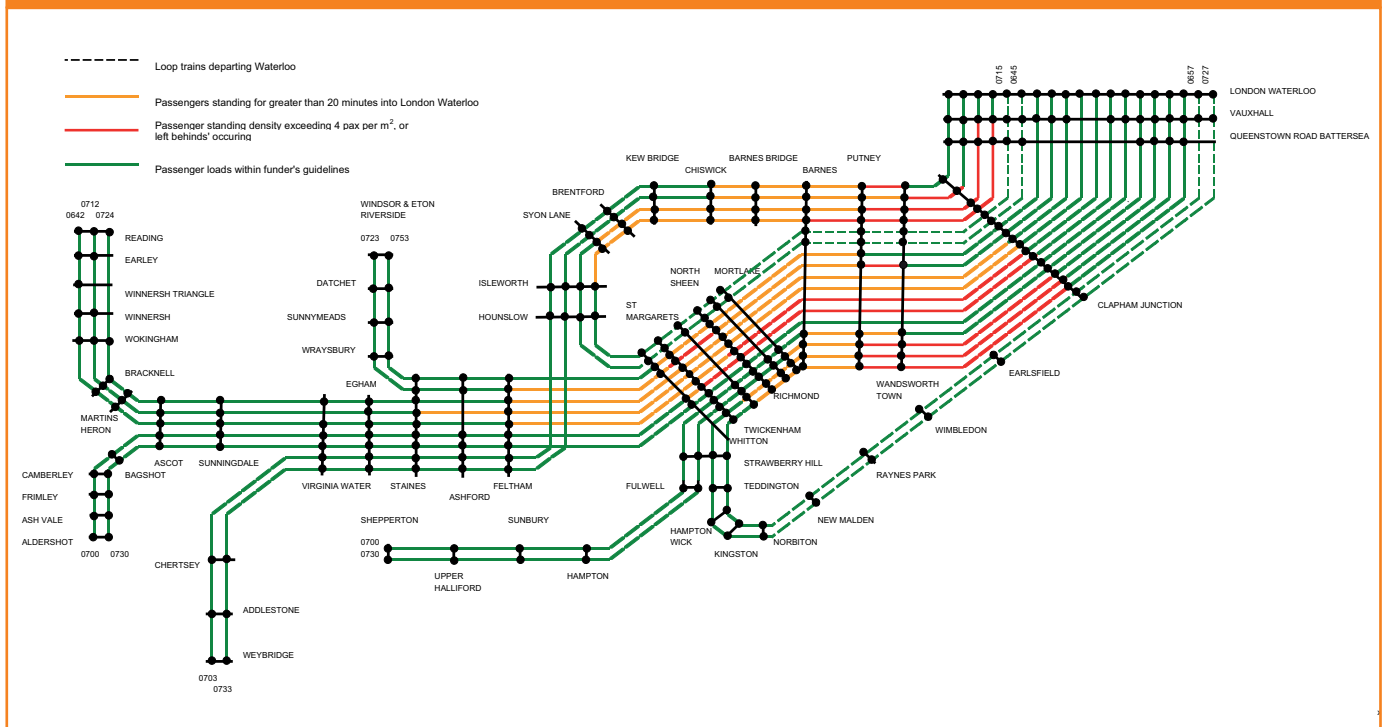 0715
0645
0657
0727
Loop trains departing Waterloo
LONDON WATERLOO
Passengers standing for greater than 20 minutes into London Waterloo
VAUXHALL
Passenger standing density exceeding 4 pax per m2, or
left behinds' occuring
QUEENSTOWN ROAD BATTERSEA
Passenger loads within funder's guidelines
KEW BRIDGE
BARNES BRIDGE
PUTNEY
CHISWICK
BARNES
BRENTFORD
SYON LANE
0712
0642 0724
WINDSOR & ETON
RIVERSIDE
READING
0723 0753
EARLEY
NORTH
SHEEN
MORTLAKE
DATCHET
ISLEWORTH
WINNERSH TRIANGLE
ST
MARGARETS
CLAPHAM JUNCTION
SUNNYMEADS
HOUNSLOW
WINNERSH
WOKINGHAM
WRAYSBURY
BRACKNELL
EARLSFIELD
EGHAM
WANDSWORTH
TOWN
RICHMOND
MARTINS
HERON
TWICKENHAM
WHITTON
WIMBLEDON
ASCOT
SUNNINGDALE
STRAWBERRY HILL
CAMBERLEY
BAGSHOT
RAYNES PARK
VIRGINIA WATER
STAINES
ASHFORD
FELTHAM
FULWELL
TEDDINGTON
FRIMLEY
ASH VALE
SHEPPERTON
SUNBURY
NEW MALDEN
HAMPTON
WICK
ALDERSHOT
0700 0730
0700
0730
KINGSTON
NORBITON
CHERTSEY
UPPER
HALLIFORD
HAMPTON
ADDLESTONE
WEYBRIDGE
0703
0733